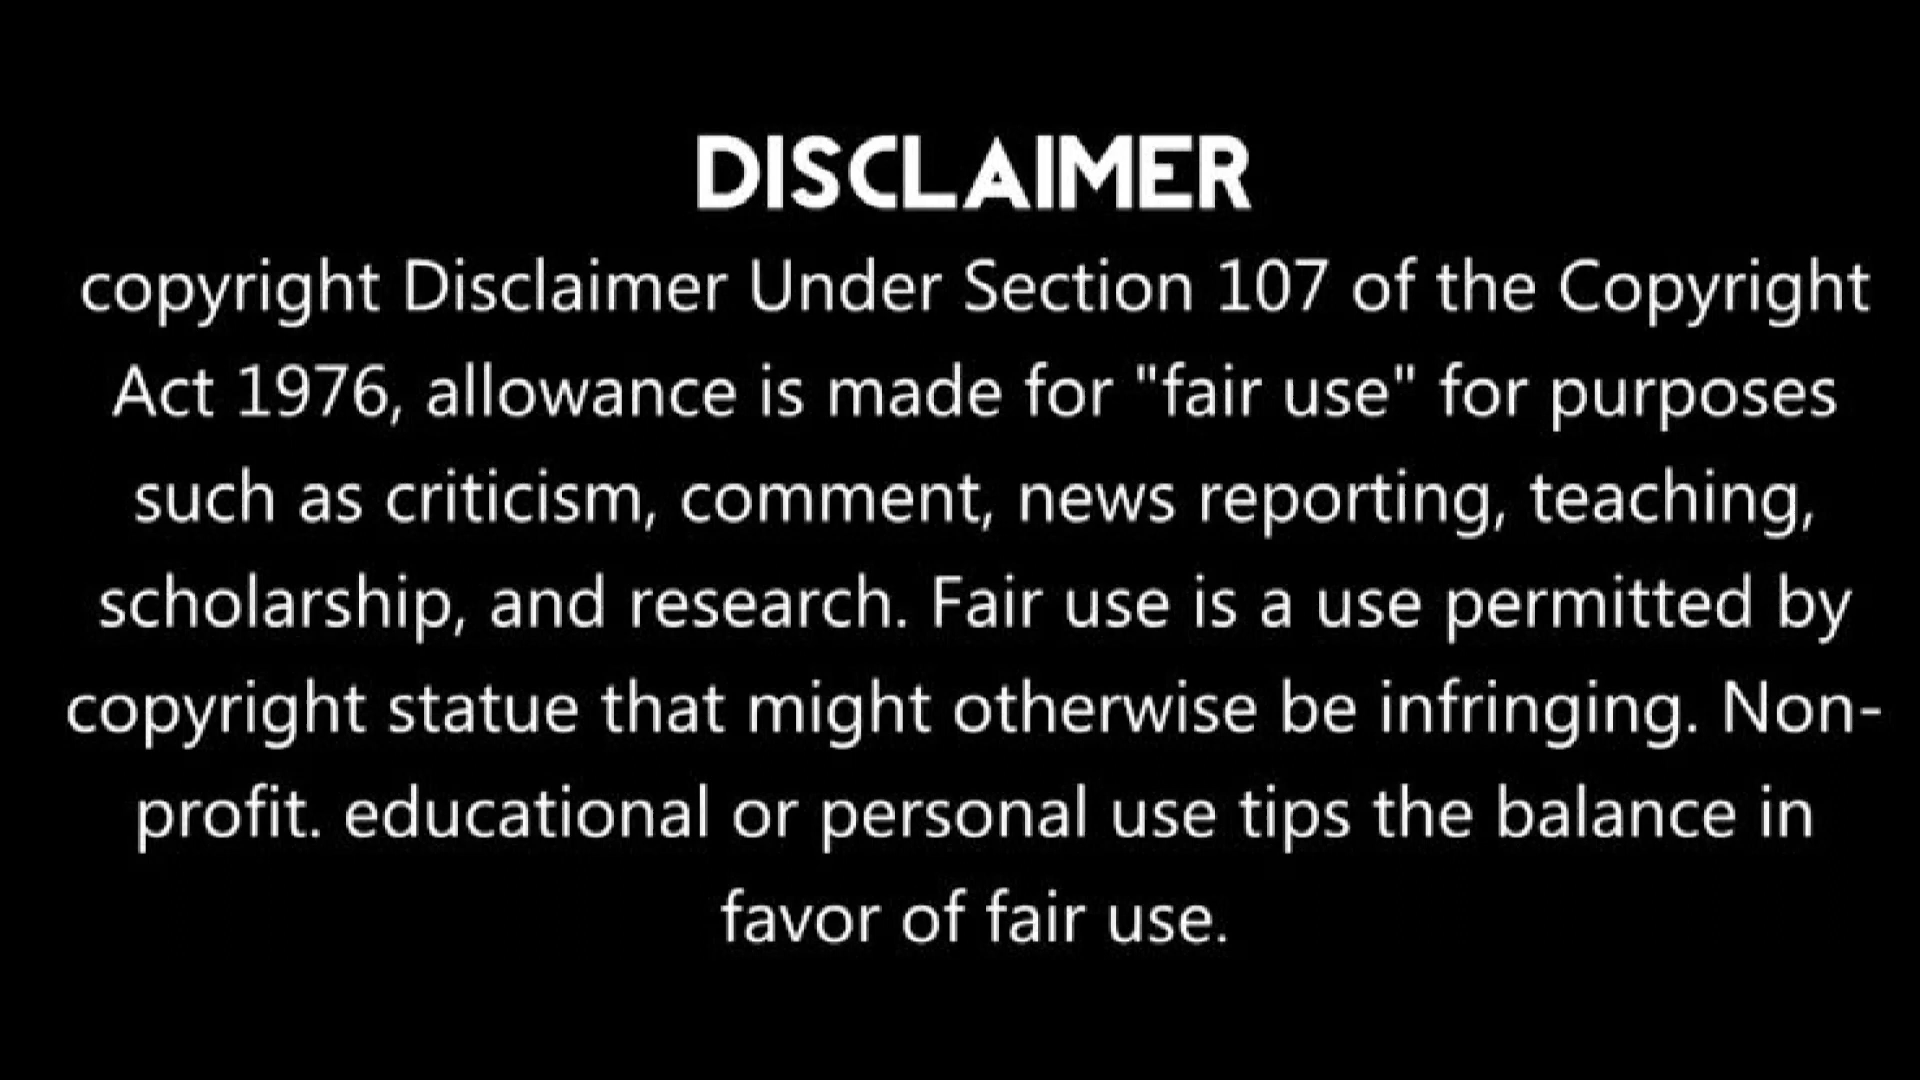 DISCLAIMER
copyright Disclaimer Under Section 107 of the Copyright
Act 1976, allowance is made for "fair use" for purposes
such as criticism, comment, news reporting, teaching,
scholarship, and research. Fair use is a use permitted by
copyright statue that might otherwise be infringing. Non-
profit. educational or personal use tips the balance in
favor of fair use.